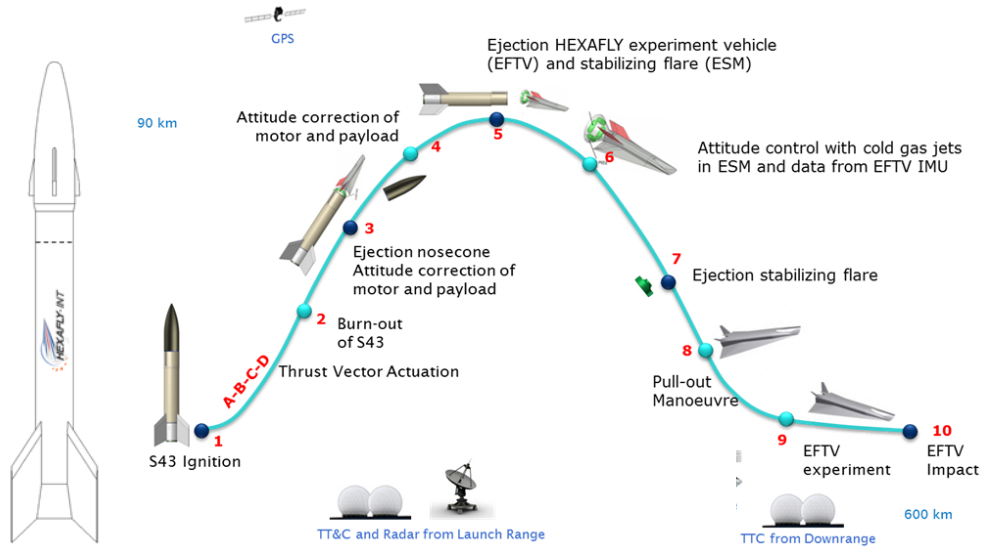 GPS
Ejection HEXAFLY experiment vehicle
(EFTV) and stabilizing flare (ESM)
90 km
Attitude correction of
motor and payload
5
4
6
Attitude control with cold gas jets
in ESM and data from EFTV IMU
3
Ejection nosecone
Attitude correction of
motor and payload
7
Ejection stabilizing flare
2
Burn-out
of S43
HEXAFLY-INT
8
Thrust Vector Actuation
A-B-C-D
Pull-out
Manoeuvre
1
S43 Ignition
9
EFTV
experiment
10
EFTV
Impact
TT&C and Radar from Launch Range
600 km
TTC from Downrange